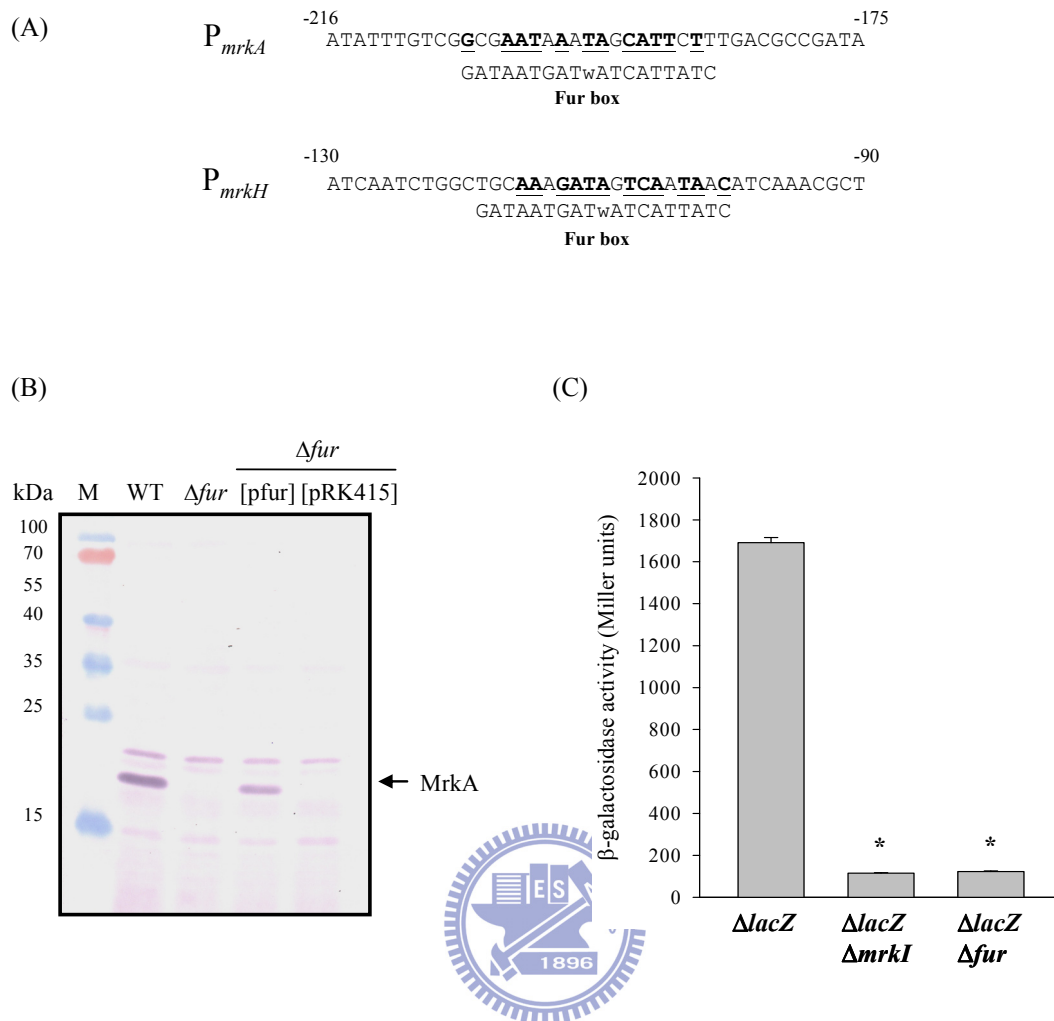 (A)
-216 -175
P mrkA ATATTTGTCGGCGAATAAATAGCATTCTTTGACGCCGATA
GATAATGATwATCATTATC
Fur box
-130 -90
P mrkH ATCAATCTGGCTGCAAAGATAGTCAATAACATCAAACGCT
GATAATGATwATCATTATC
Fur box
(B)
Δfur
kDa M WT Δfur [pfur] [pRK415]
100
70
55
40
35
25
15
MrkA
(C)
β-galactosidase activity (Miller units)
2000
1800
1600
1400
1200
1000
800
600
400
200
0
* *
ΔlacZ ΔlacZ ΔlacZ
ΔmrkI Δfur
E S
1896